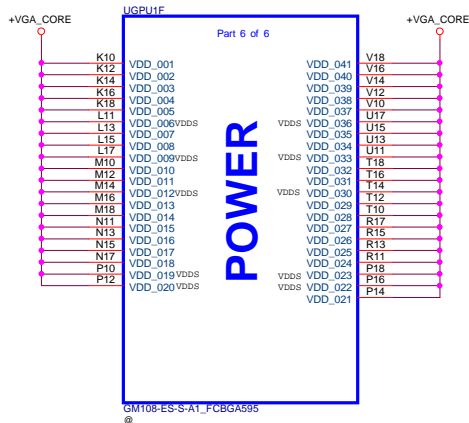 UGPU1F
+VGA_CORE +VGA_CORE
Part 6 of 6
K10 VDD_001 VDD_041 V18
K12 VDD_002 VDD_040 V16
K14 VDD_003 VDD_039 V14
K16 VDD_004 VDD_038 V12
K18 VDD_005 VDD_037 V10
L11 VDD_006 VDDS VDDS VDD_036 U17
L13 VDD_007 VDD_035 U15
L15 VDD_008 VDD_034 U13
L17 VDD_009 VDDS VDDS VDD_033 U11
M10 VDD_010 VDD_032 T18
M12 VDD_011 VDD_031 T16
M14 VDD_012 VDDS VDDS VDD_030 T14
M16 VDD_013 VDD_029 T12
M18 VDD_014 VDD_028 T10
N11 VDD_015 VDD_027 R17
N13 VDD_016 VDD_026 R15
N15 VDD_017 VDD_025 R13
N17 VDD_018 VDD_024 R11
P10 VDD_019 VDDS VDDS VDD_023 P18
P12 VDD_020 VDDS VDDS VDD_022 P16
VDD_021 P14
POWER
GM108-ES-S-A1_FCBGA595
@